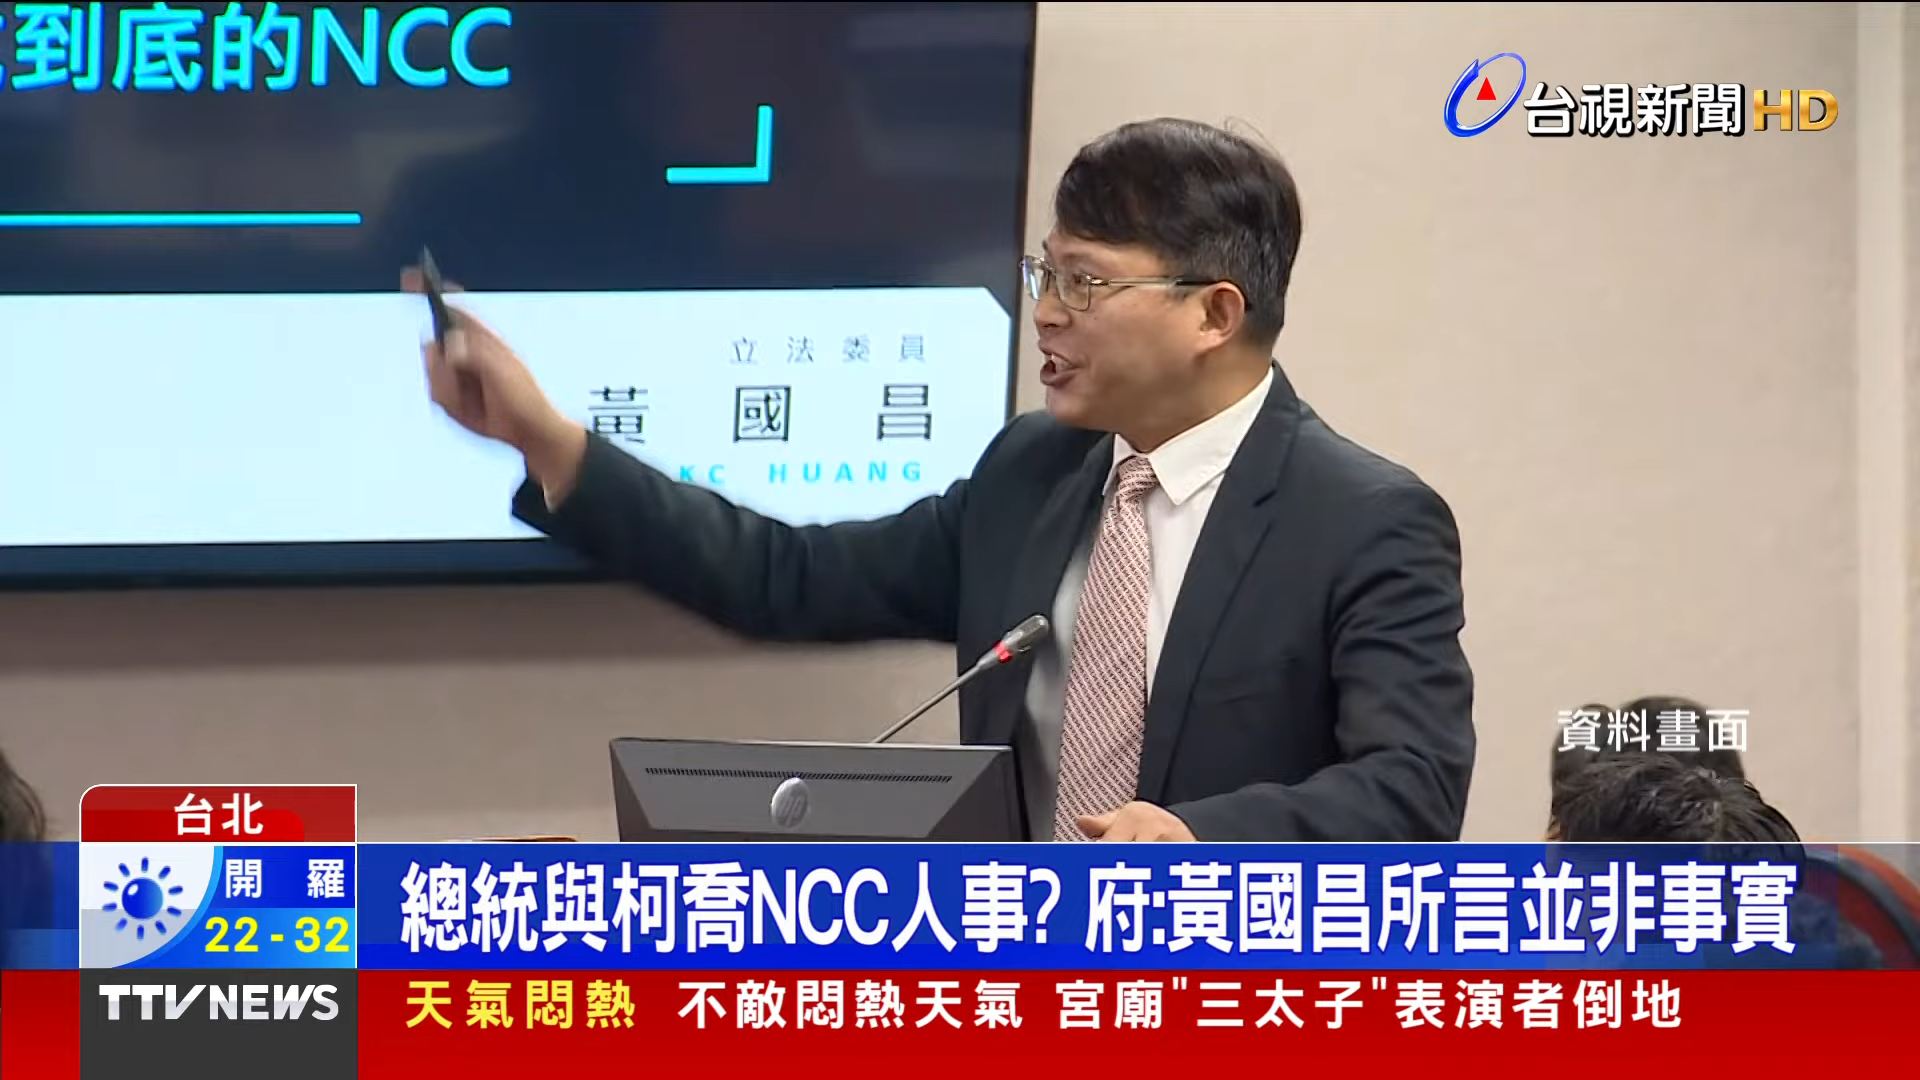 到底的NCC
台視新聞HD
立法委員
黃國昌
KC HUANG
hp
資料畫面
台北
開羅
22-32
總統與柯喬NCC人事? 府:黃國昌所言並非事實
TTV NEWS
天氣悶熱 不敵悶熱天氣 宮廟"三太子"表演者倒地